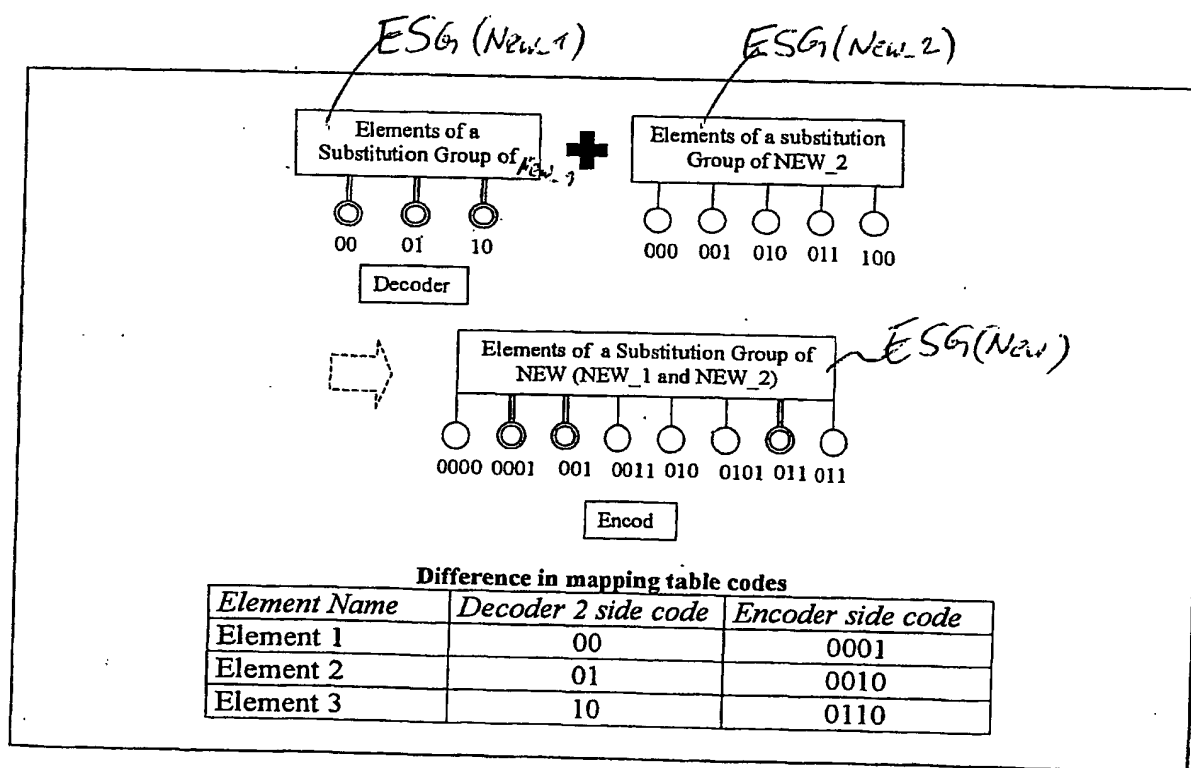 ESG(New_1) ESG(New_2)
Elements of a
Substitution Group of New_1
Elements of a substitution
Group of NEW_2
00 01 10
000 001 010 011 100
Decoder
Elements of a Substitution Group of
NEW (NEW_1 and NEW_2)
ESG(New)
0000 0001 001 0011 010 0101 011 011
Encod
Difference in mapping table codes
Element Name Decoder 2 side code Encoder side code
Element 1 00 0001
Element 2 01 0010
Element 3 10 0110